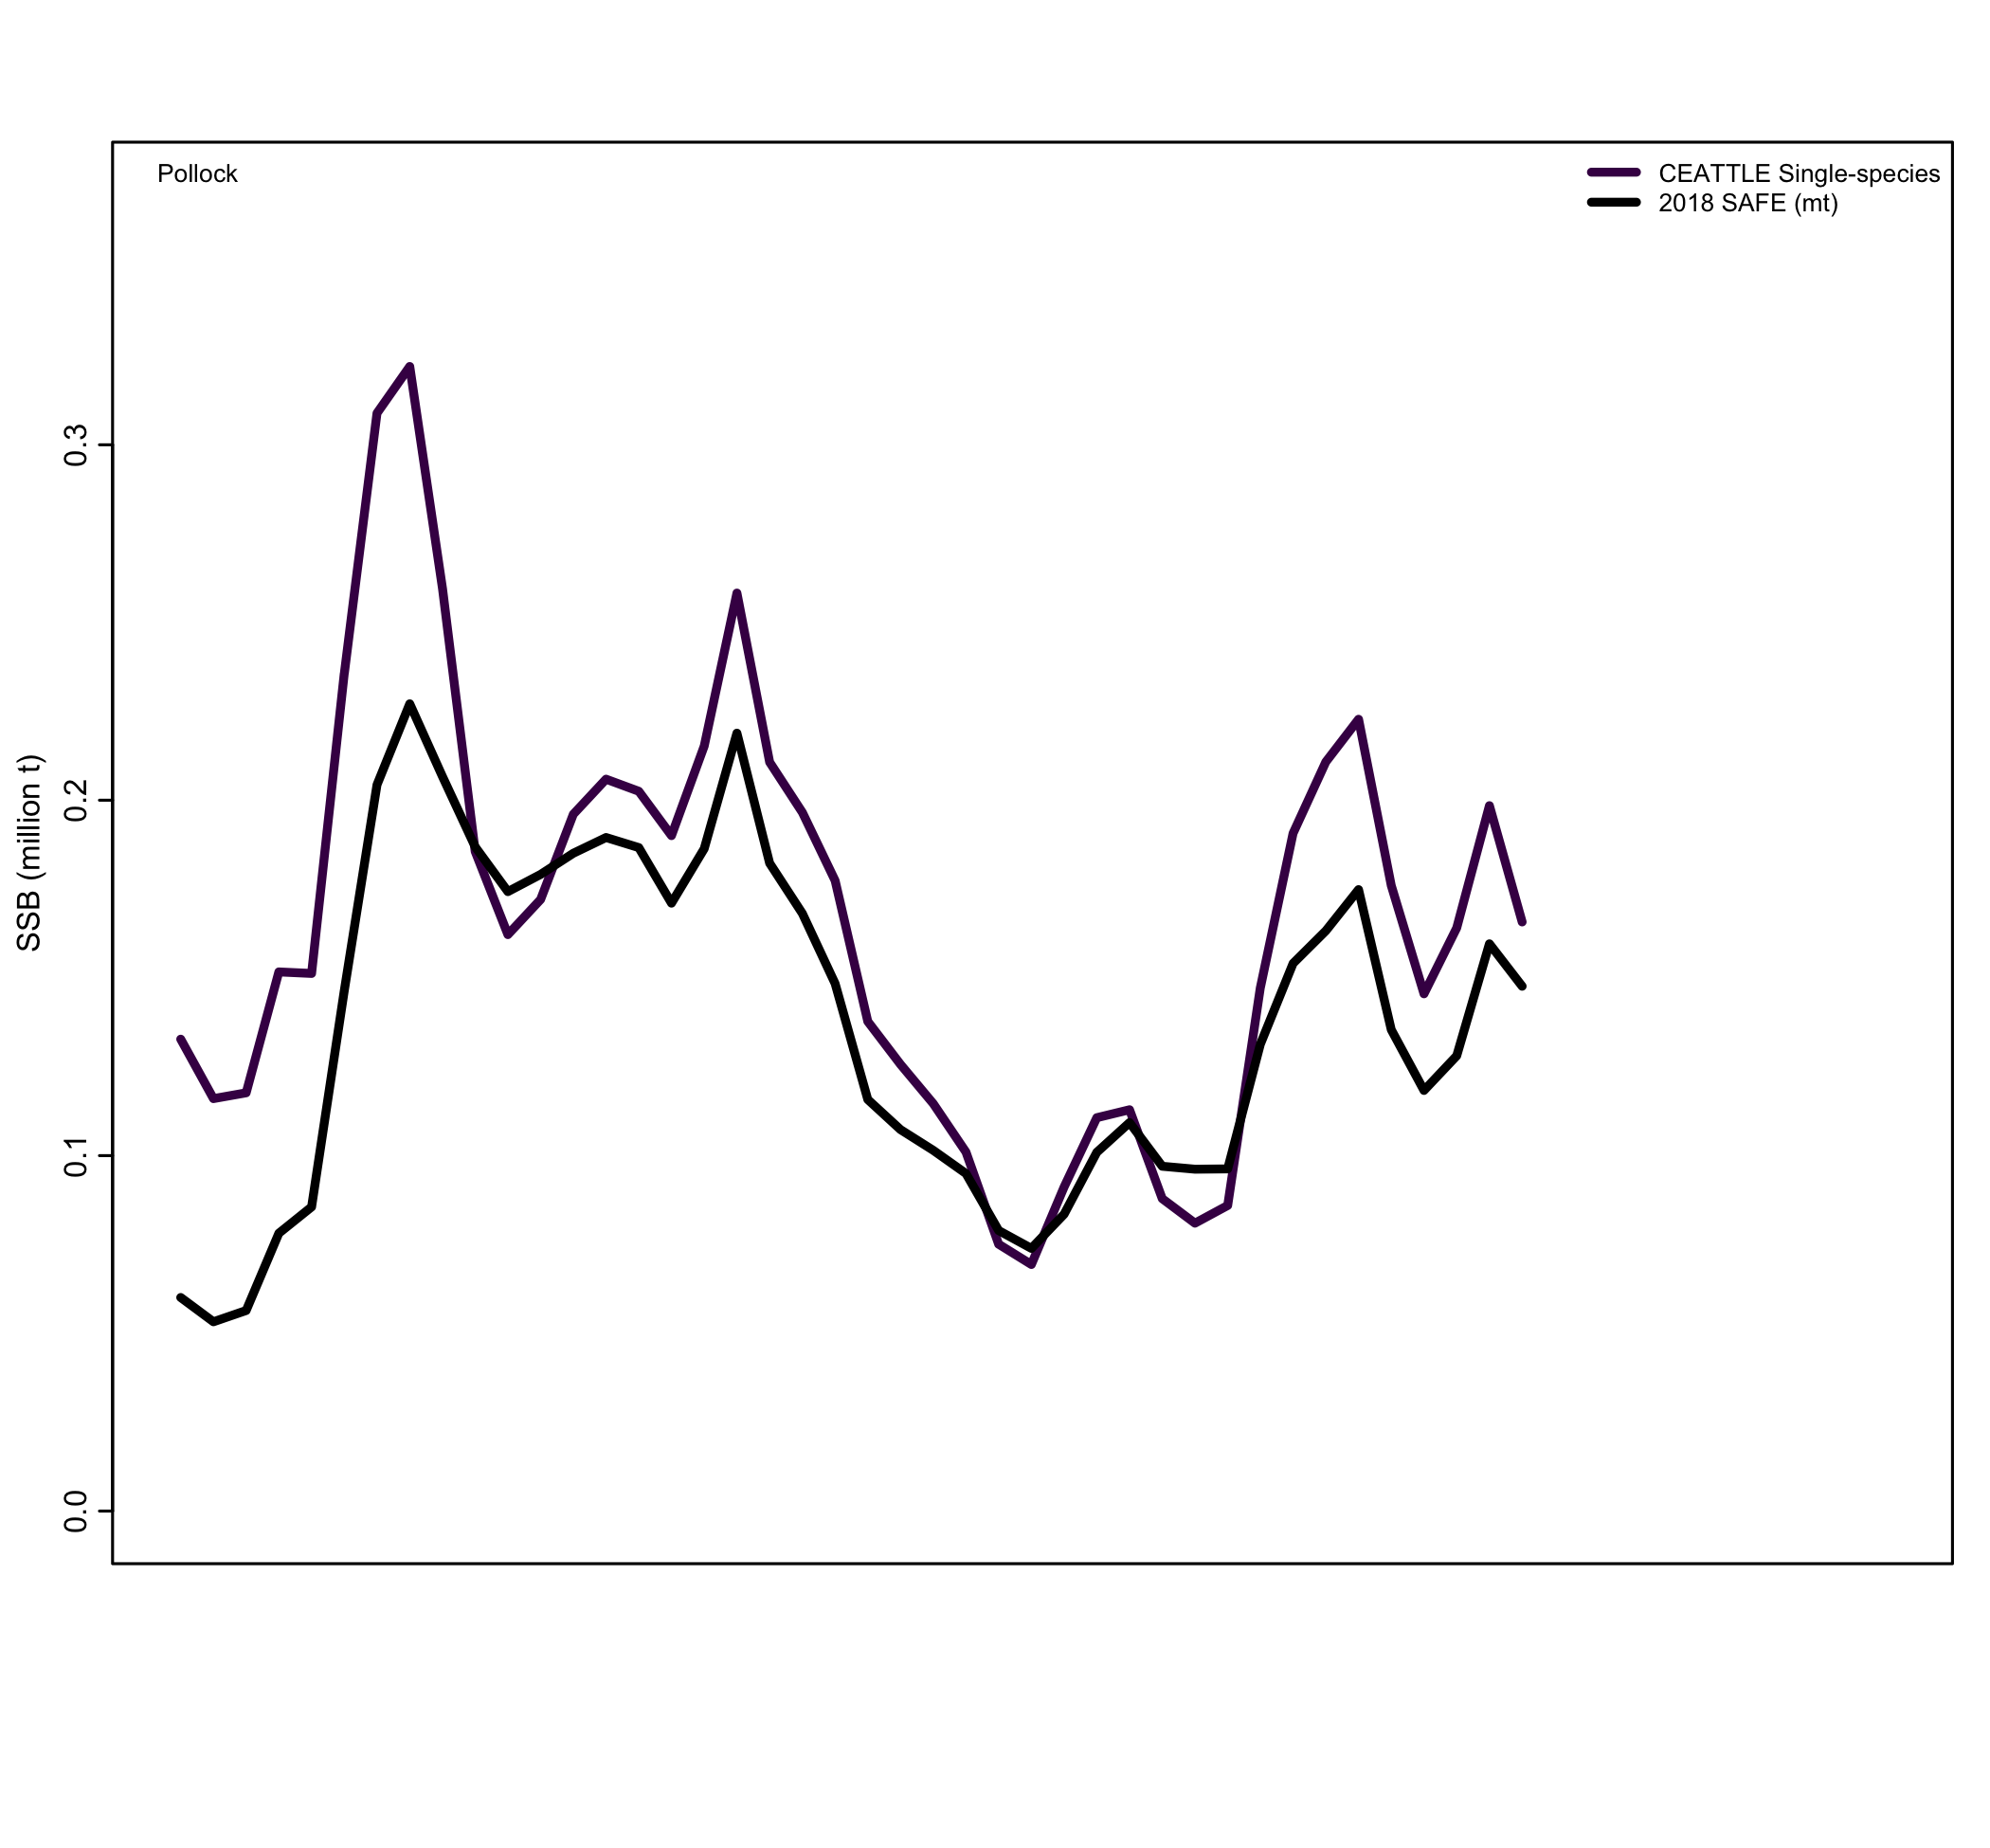 Pollock
CEATTLE Single-species
2018 SAFE (mt)
SSB (million t)
0.3
0.2
0.1
0.0